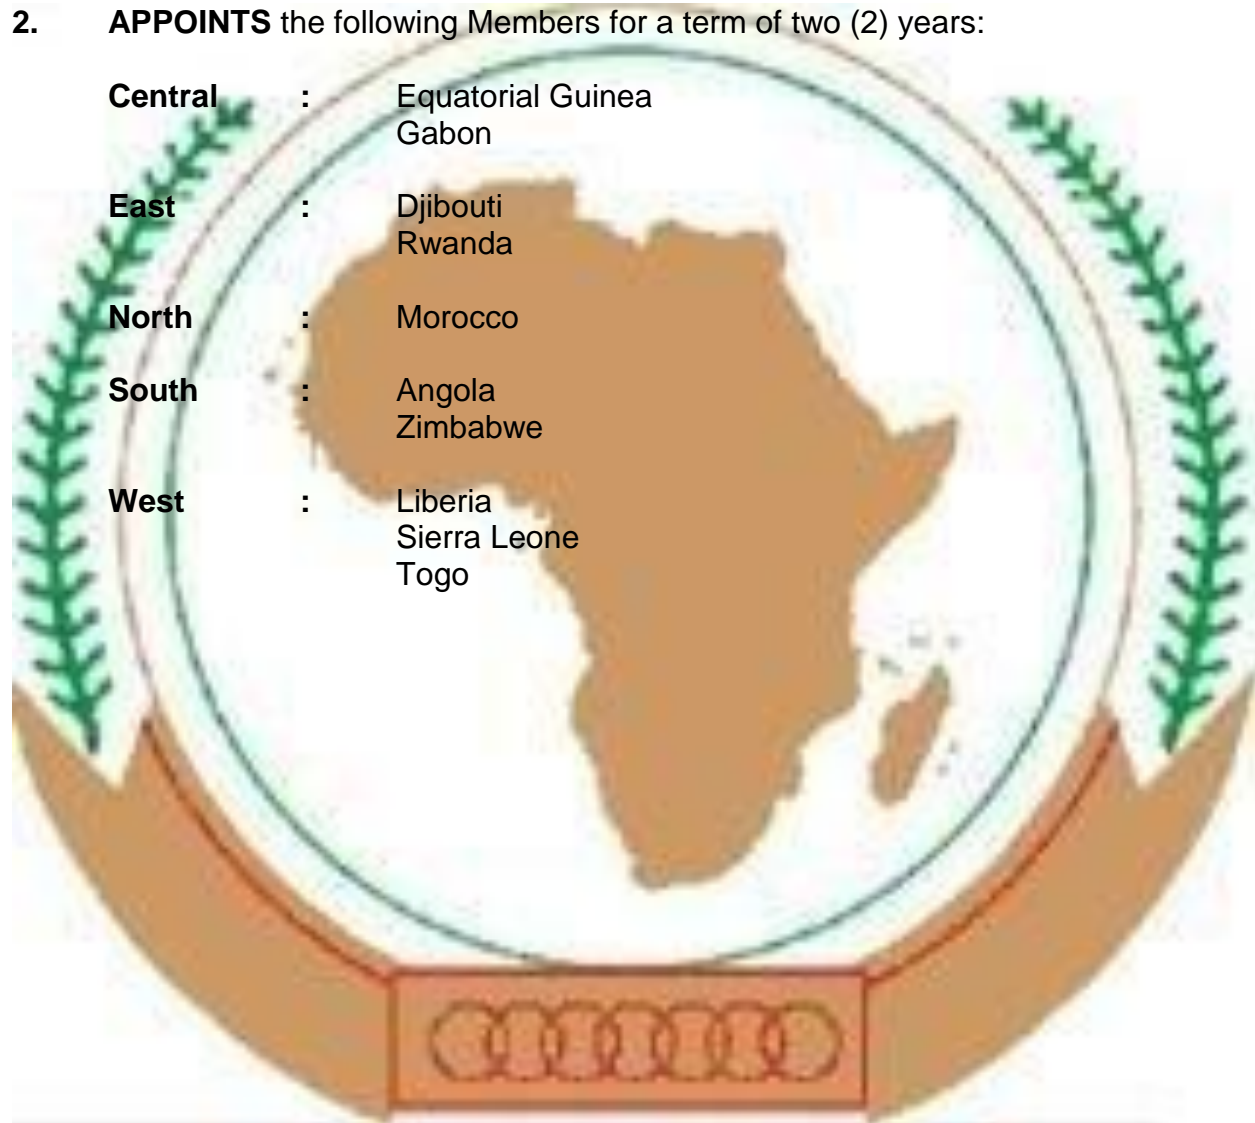 2. APPOINTS the following Members for a term of two (2) years:
Central : Equatorial Guinea
Gabon
East : Djibouti
Rwanda
North : Morocco
South : Angola
Zimbabwe
West : Liberia
Sierra Leone
Togo